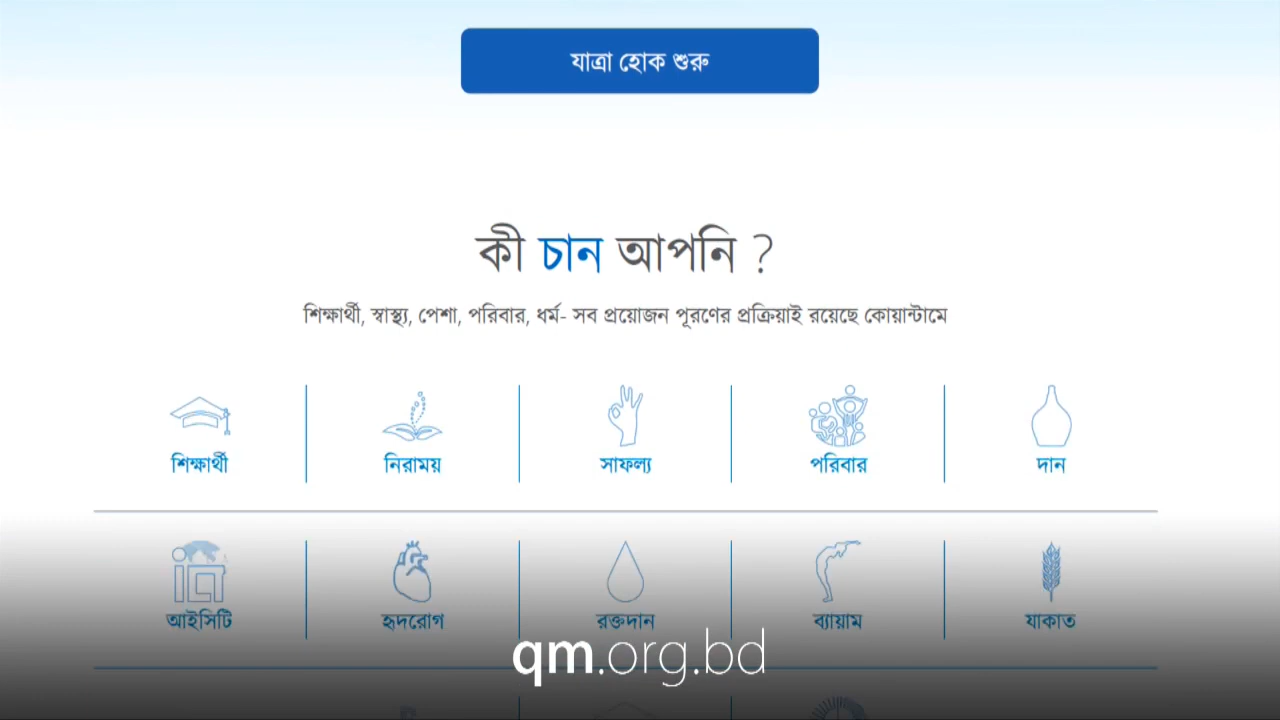 যাত্রা হোক শুরু
কী চান আপনি ?
শিক্ষার্থী, স্বাস্থ্য, পেশা, পরিবার, ধর্ম- সব প্রয়োজন পূরণের প্রক্রিয়াই রয়েছে কোয়ান্টামে
শিক্ষার্থী নিরাময় সাফল্য পরিবার দান
আইসিটি হৃদরোগ রক্তদান ব্যায়াম যাকাত
qm.org.bd